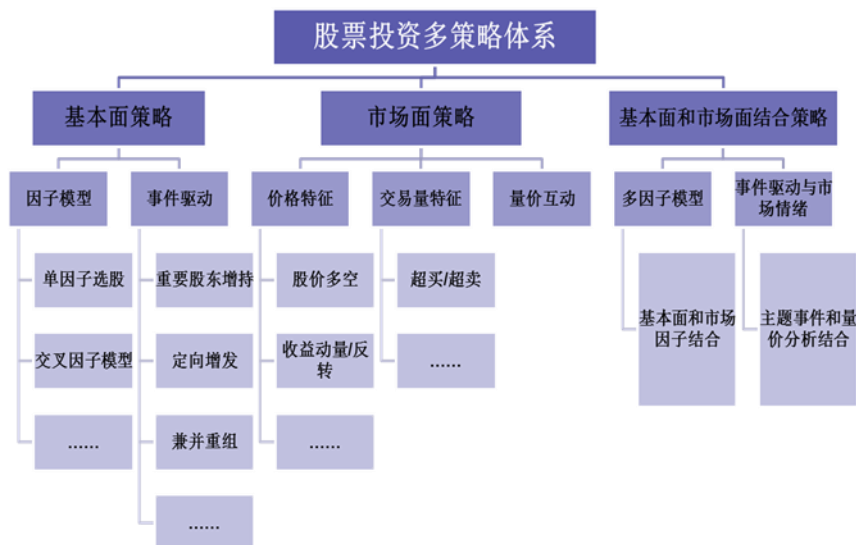 股票投资多策略体系
基本面策略
市场面策略
基本面和市场面结合策略
因子模型
事件驱动
价格特征
交易量特征
量价互动
多因子模型
事件驱动与市
场情绪
单因子选股
重要股东增持
股价多空
超买/超卖
基本面和市场
因子结合
主题事件和量
价分析结合
交叉因子模型
定向增发
收益动量/反
转
……
……
兼并重组
……
……